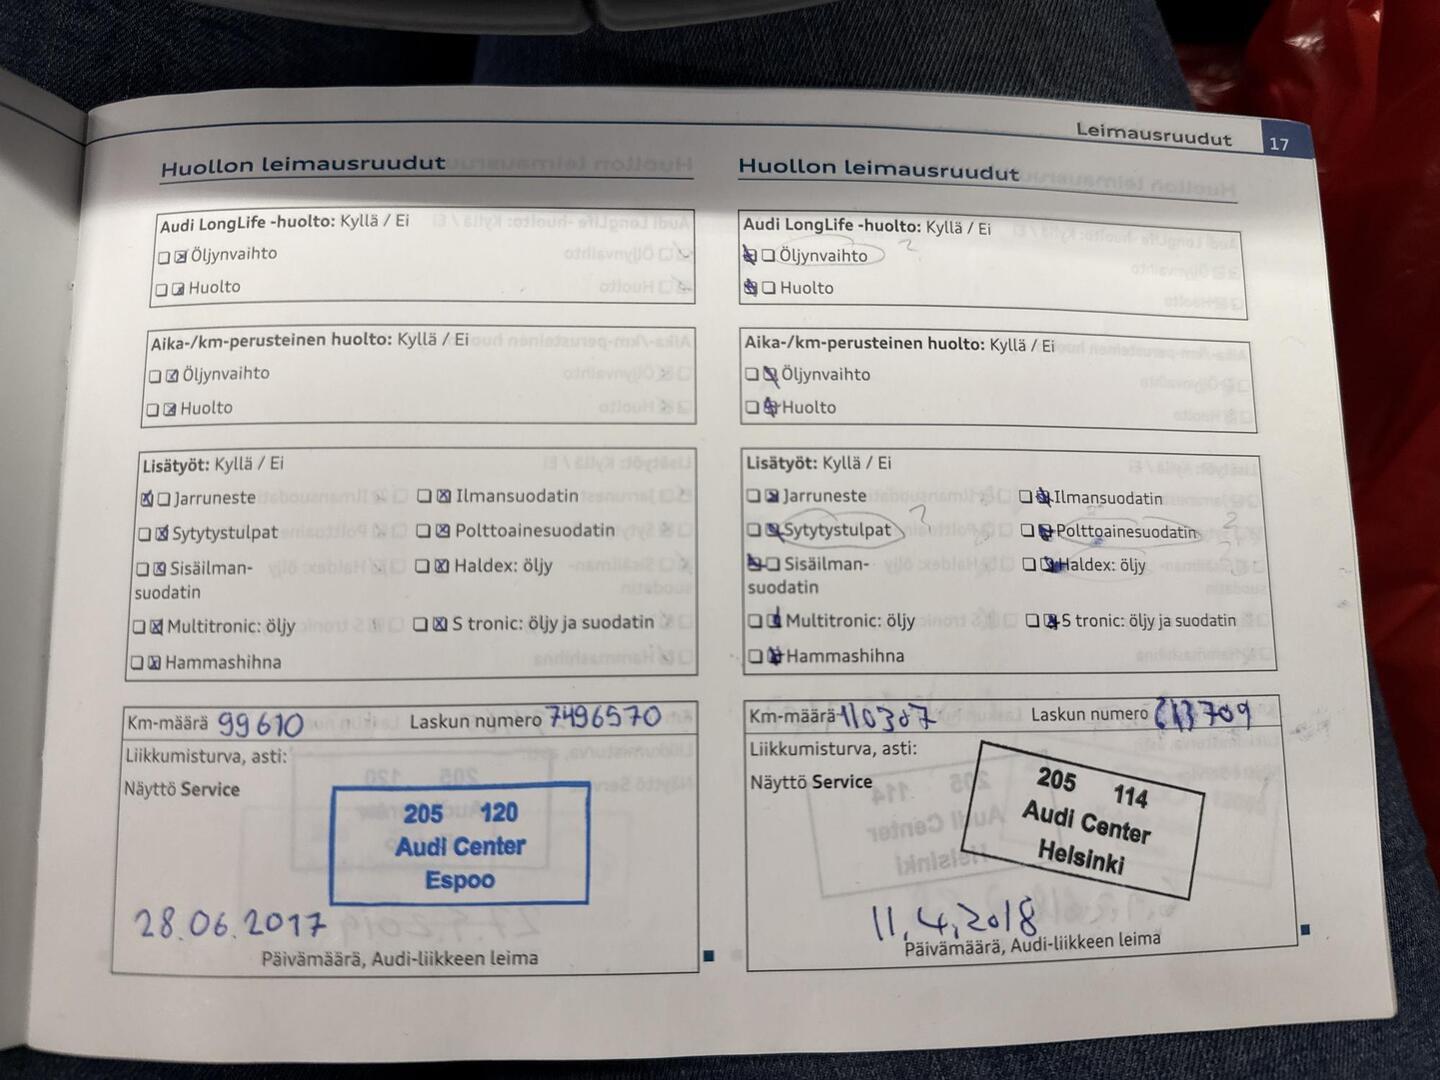 Leimausruudut 17
Huollon leimausruudut
Audi LongLife -huolto: Kyllä / Ei
Öljynvaihto
Huolto
Aika-/km-perusteinen huolto: Kyllä / Ei
Öljynvaihto
Huolto
Lisätyöt: Kyllä / Ei
Jarruneste Ilmansuodatin
Sytytystulpat Polttoainesuodatin
Sisäilman- Haldex: öljy
suodatin
Multitronic: öljy S tronic: öljy ja suodatin
Hammashihna
Km-määrä 99610 Laskun numero 7496570
Liikkumisturva, asti:
Näyttö Service
205 120
Audi Center
Espoo
28.06.2017
Päivämäärä, Audi-liikkeen leima
Huollon leimausruudut
Audi LongLife -huolto: Kyllä / Ei
Öljynvaihto ?
Huolto
Aika-/km-perusteinen huolto: Kyllä / Ei
Öljynvaihto
Huolto
Lisätyöt: Kyllä / Ei
Jarruneste Ilmansuodatin
Sytytystulpat ? Polttoainesuodatin ?
Sisäilman- Haldex: öljy
suodatin
Multitronic: öljy S tronic: öljy ja suodatin
Hammashihna
Km-määrä 110307 Laskun numero
Liikkumisturva, asti:
Näyttö Service
205 114
Audi Center
Helsinki
11.4.2018
Päivämäärä, Audi-liikkeen leima